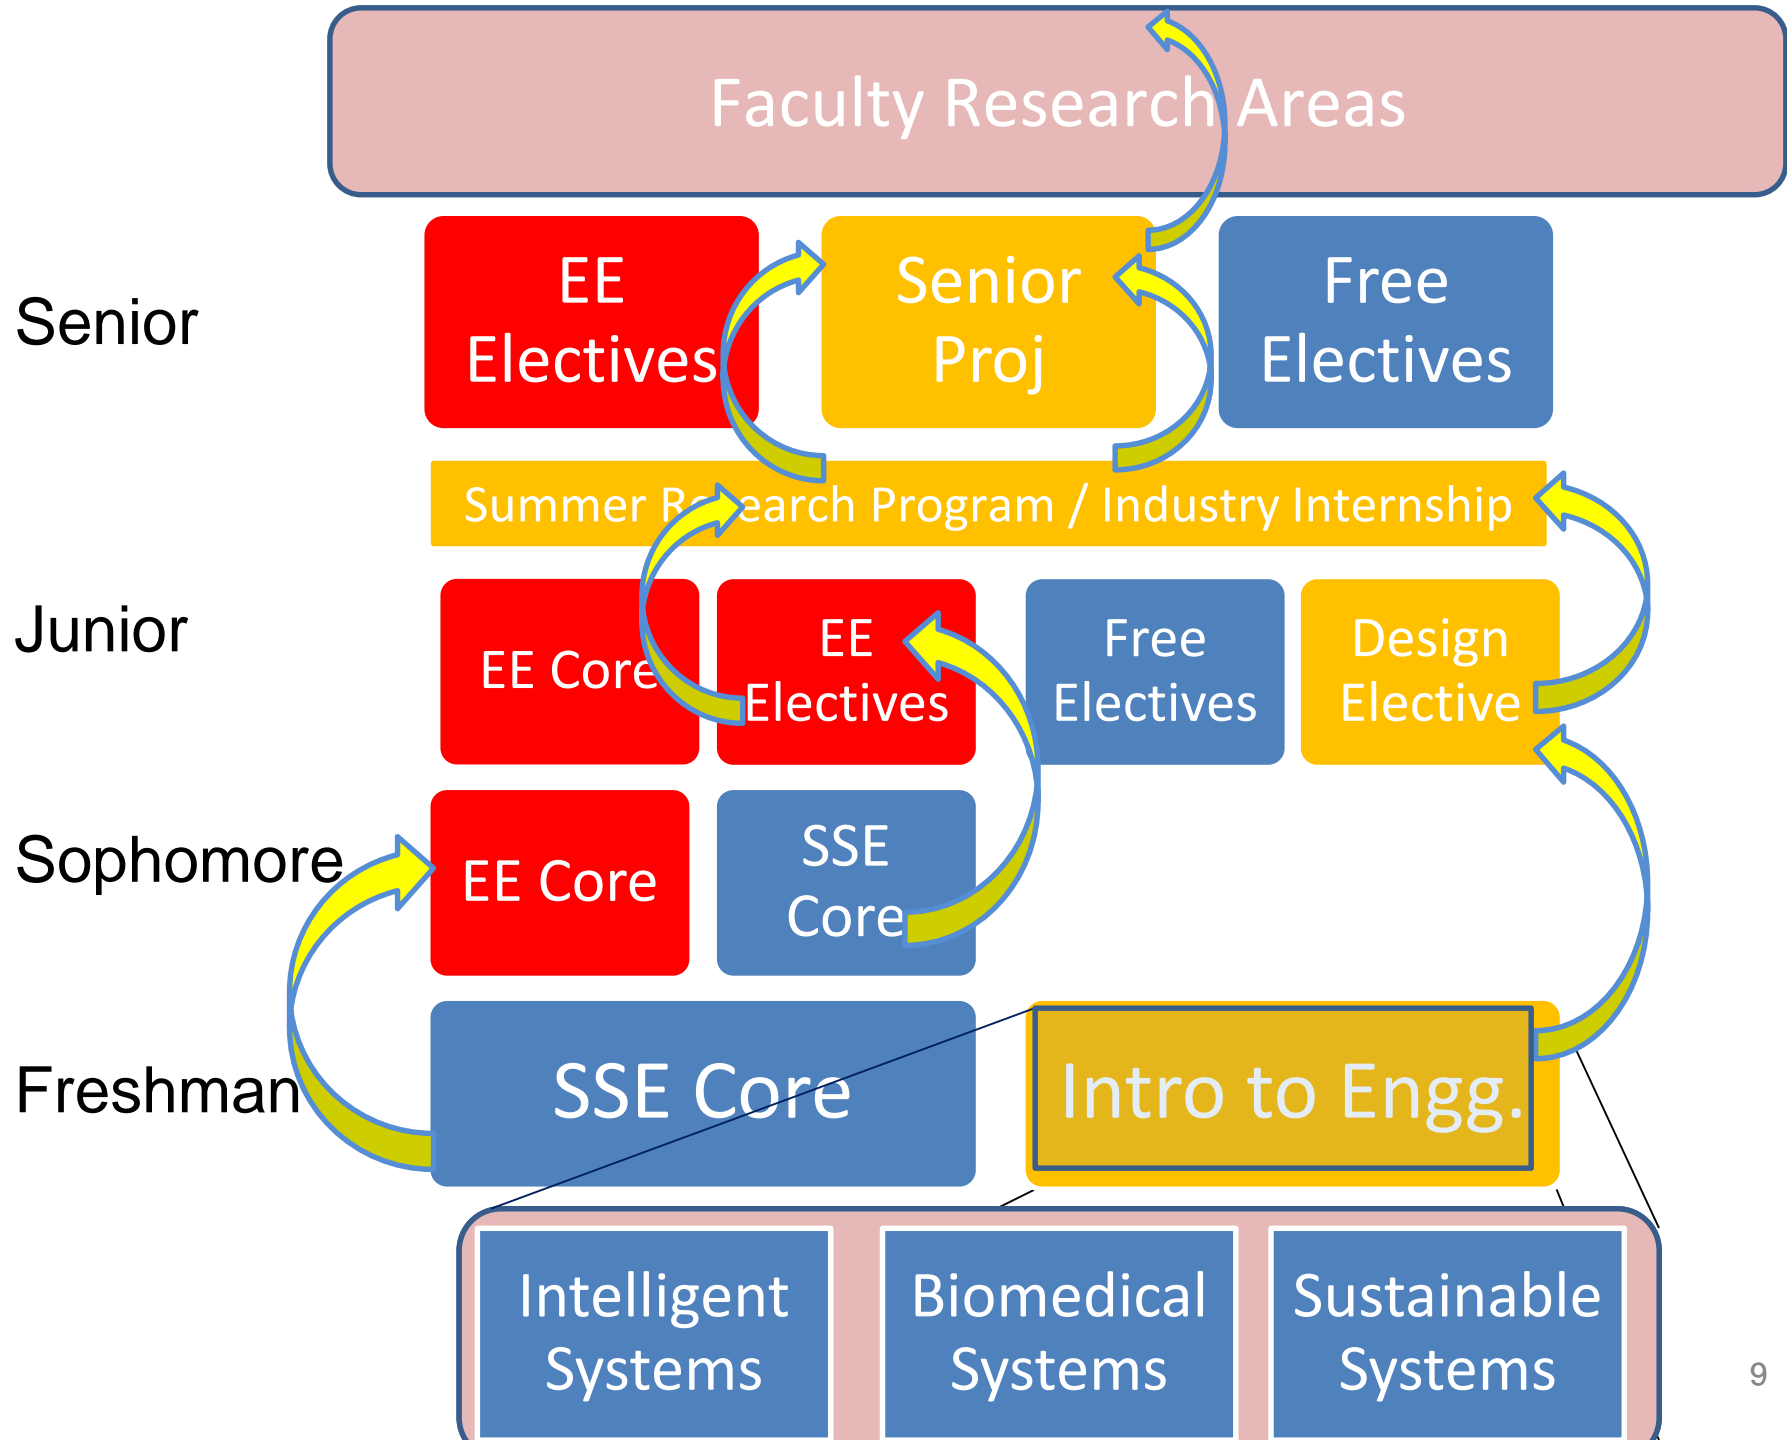 Faculty Research Areas
Senior
EE
Electives
Senior
Proj
Free
Electives
Summer Research Program / Industry Internship
Junior
EE Core
EE
Electives
Free
Electives
Design
Elective
Sophomore
EE Core
SSE
Core
Freshman
SSE Core
Intro to Engg.
Intelligent
Systems
Biomedical
Systems
Sustainable
Systems
9